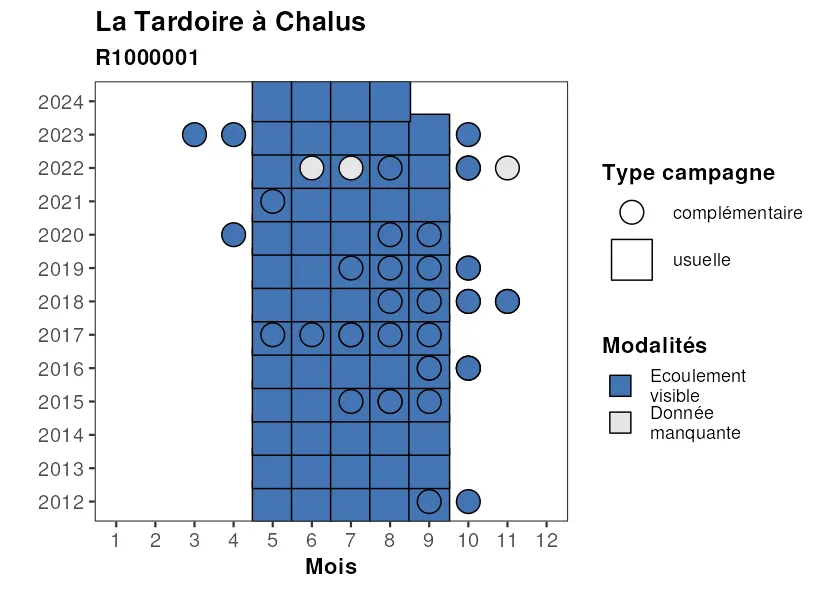 La Tardoire à Chalus
R1000001
2024
2023
2022
2021
2020
2019
2018
2017
2016
2015
2014
2013
2012
1 2 3 4 5 6 7 8 9 10 11 12
Mois
Type campagne
complémentaire
usuelle
Modalités
Ecoulement
visible
Donnée
manquante